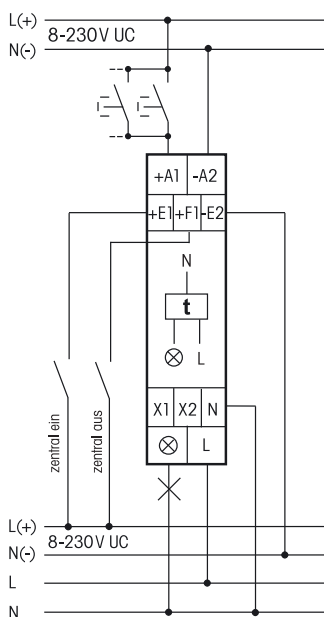 L(+)
8-230V UC
N(-)
+A1 -A2
+E1 +F1 -E2
N
t
L
zentral ein
zentral aus
X1 X2 N
L
L(+)
8-230V UC
N(-)
L
N